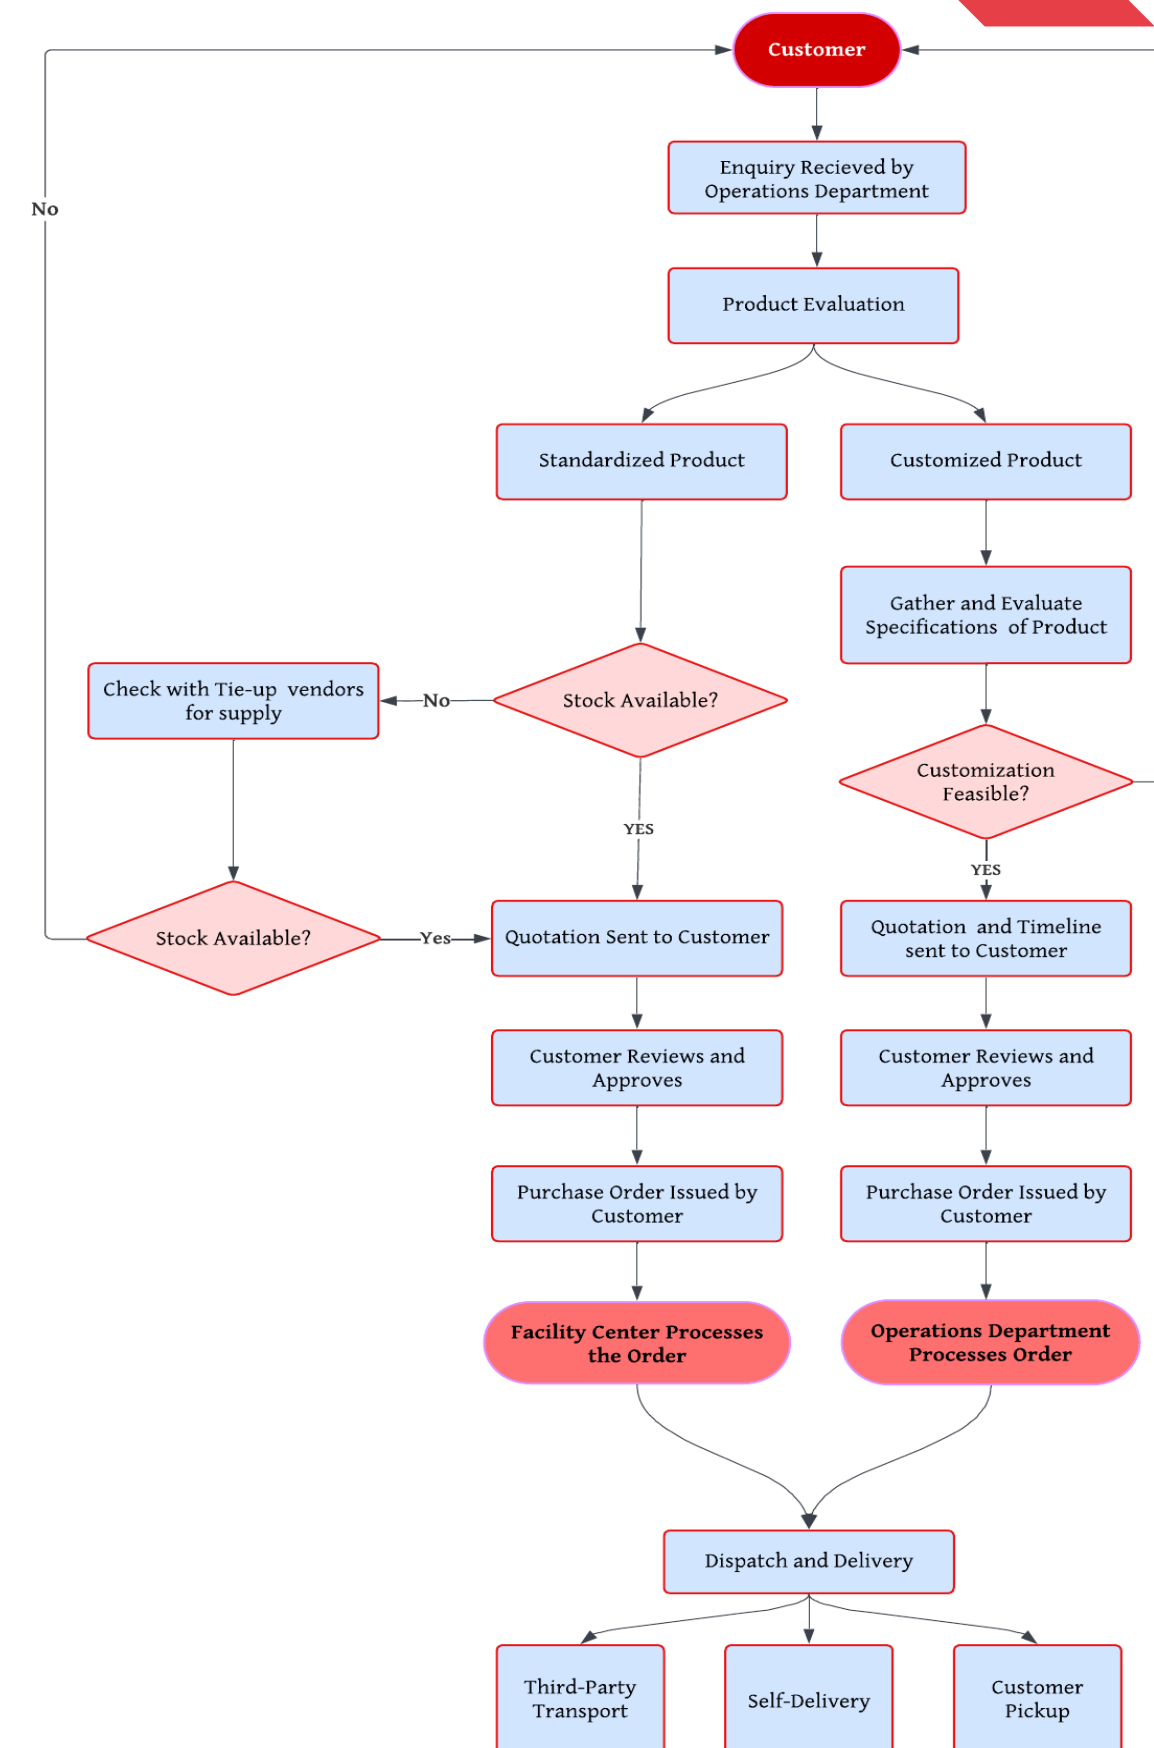 Customer
No
Enquiry Recieved by
Operations Department
Product Evaluation
Standardized Product
Customized Product
Gather and Evaluate
Specifications of Product
Check with Tie-up vendors
for supply
No
Stock Available?
Customization
Feasible?
YES
YES
Stock Available?
Yes
Quotation Sent to Customer
Quotation and Timeline
sent to Customer
Customer Reviews and
Approves
Customer Reviews and
Approves
Purchase Order Issued by
Customer
Purchase Order Issued by
Customer
Facility Center Processes
the Order
Operations Department
Processes Order
Dispatch and Delivery
Third-Party
Transport
Self-Delivery
Customer
Pickup